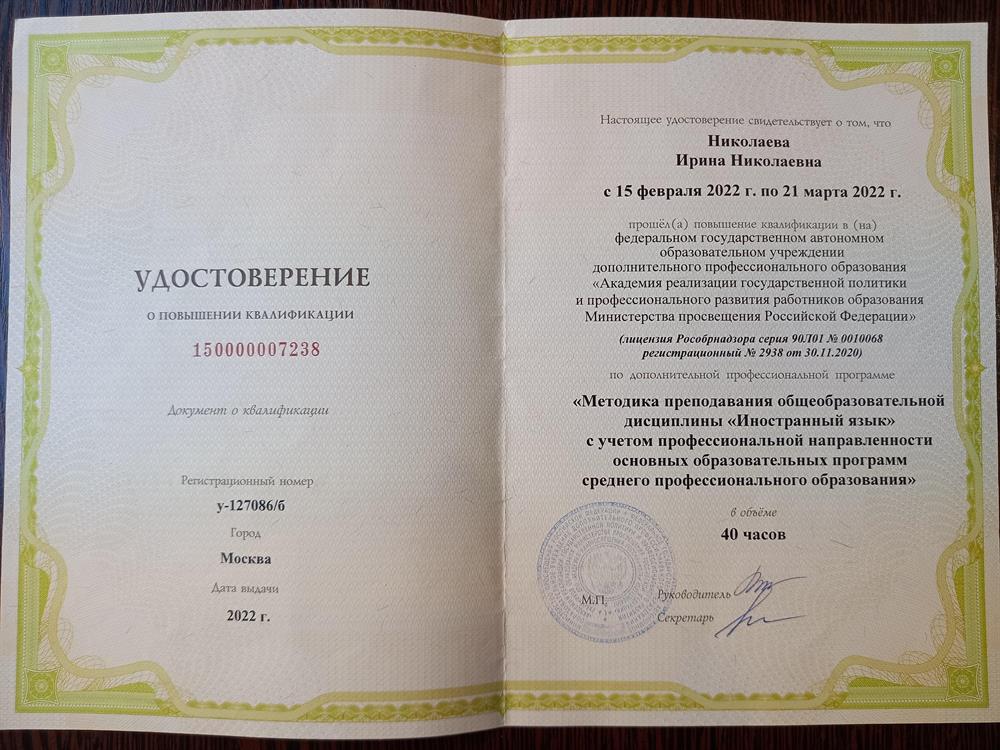 УДОСТОВЕРЕНИЕ
О ПОВЫШЕНИИ КВАЛИФИКАЦИИ
150000007238
Документ о квалификации
Регистрационный номер
у-127086/б
Город
Москва
Дата выдачи
2022 г.
Настоящее удостоверение свидетельствует о том, что
Николаева
Ирина Николаевна
с 15 февраля 2022 г. по 21 марта 2022 г.
прошёл(а) повышение квалификации в (на)
федеральном государственном автономном
образовательном учреждении
дополнительного профессионального образования
«Академия реализации государственной политики
и профессионального развития работников образования
Министерства просвещения Российской Федерации»
(лицензия Рособрнадзора серия 90Л01 № 0010068
регистрационный № 2938 от 30.11.2020)
по дополнительной профессиональной программе
«Методика преподавания общеобразовательной
дисциплины «Иностранный язык»
с учетом профессиональной направленности
основных образовательных программ
среднего профессионального образования»
в объёме
40 часов
М.П.
Руководитель
Секретарь